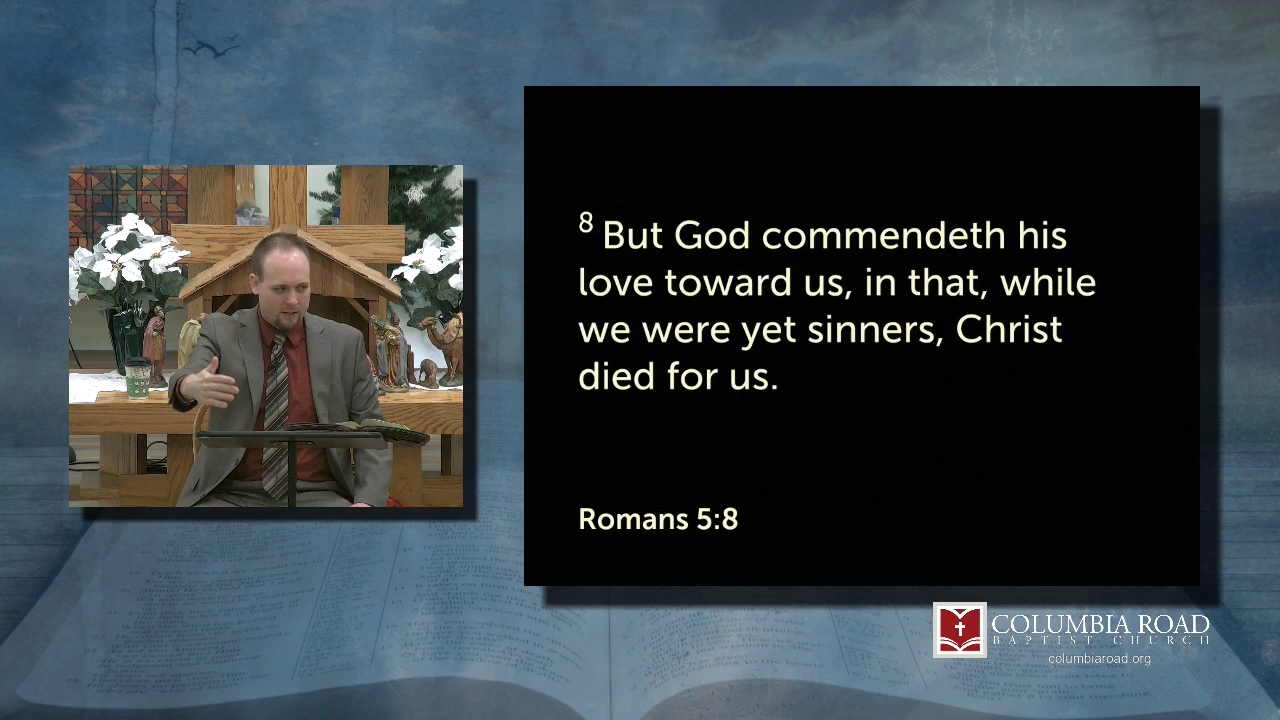 8 But God commendeth his
love toward us, in that, while
we were yet sinners, Christ
died for us.
Romans 5:8
COLUMBIA ROAD
BAPTIST CHURCH
columbiaroad.org